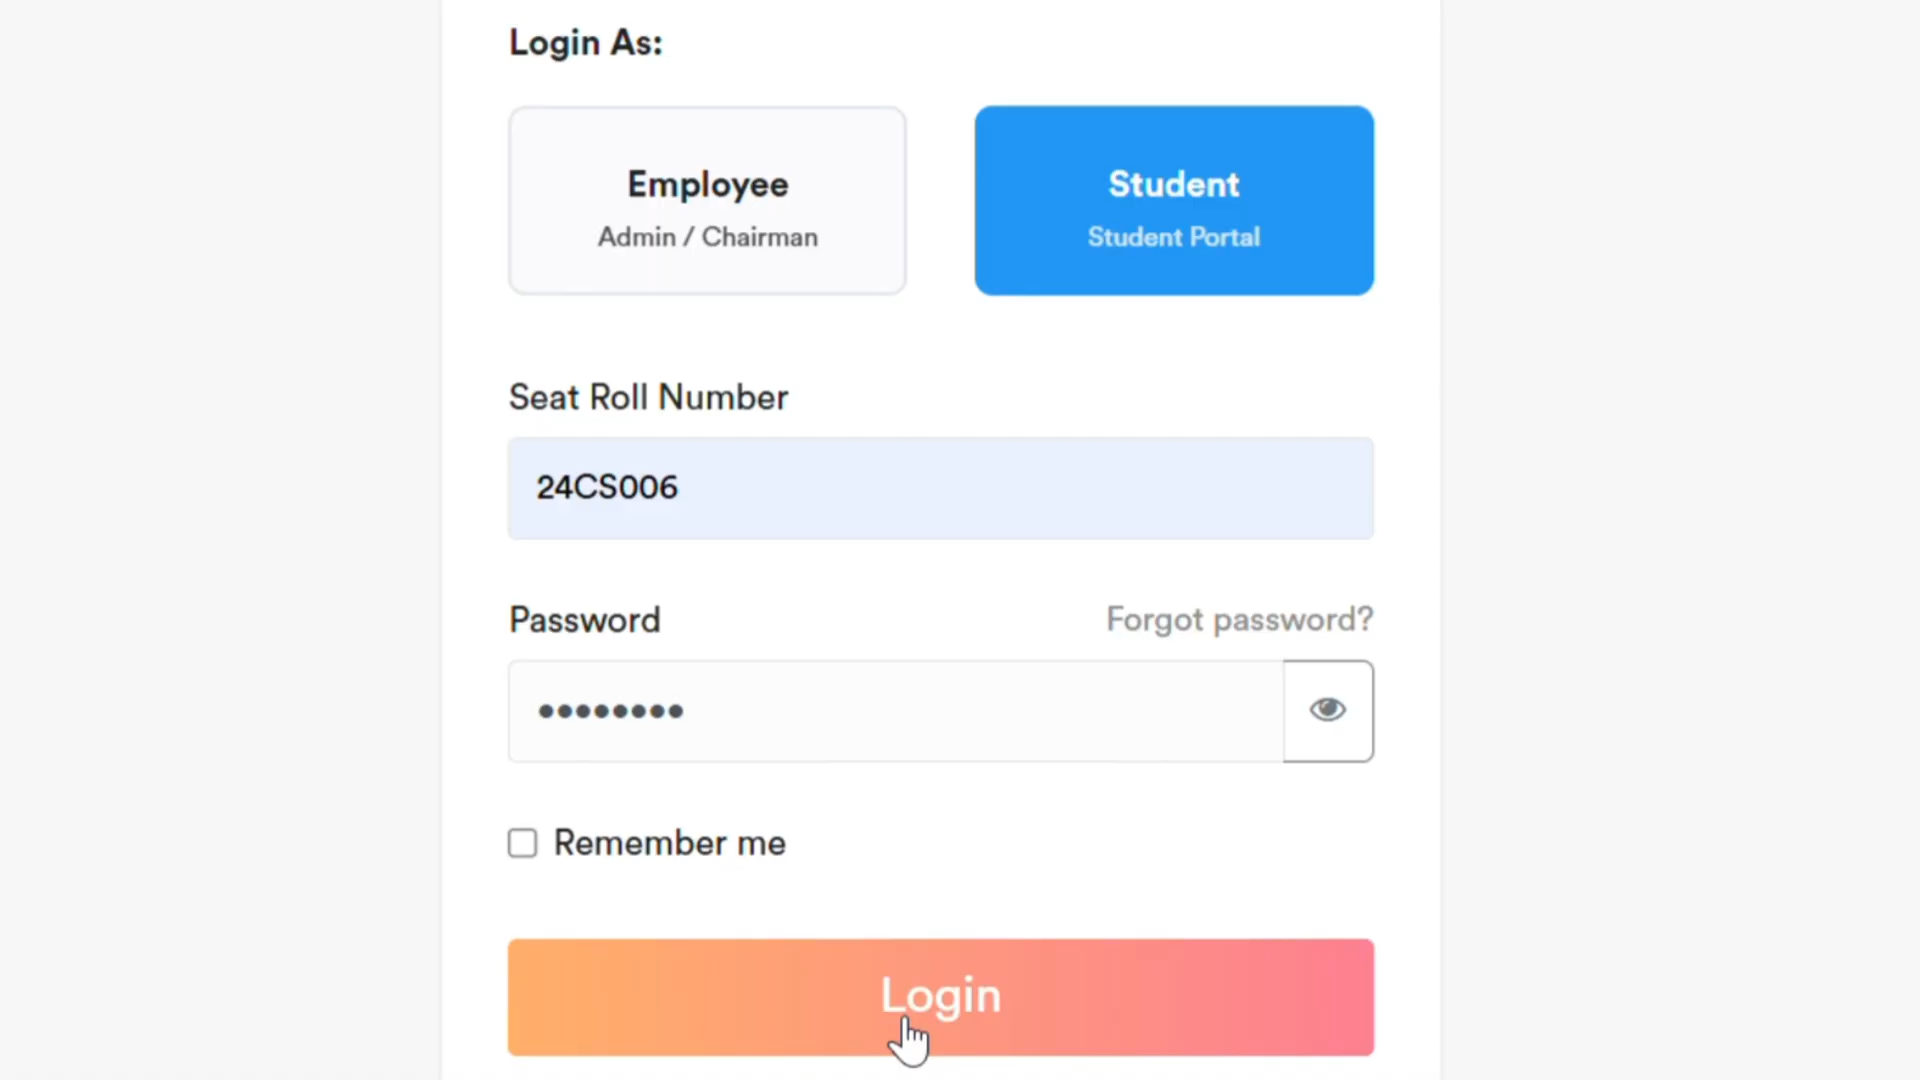 Login As:
Employee
Admin / Chairman
Student
Student Portal
Seat Roll Number
24CS006
Password
Forgot password?
••••••••
Remember me
Login